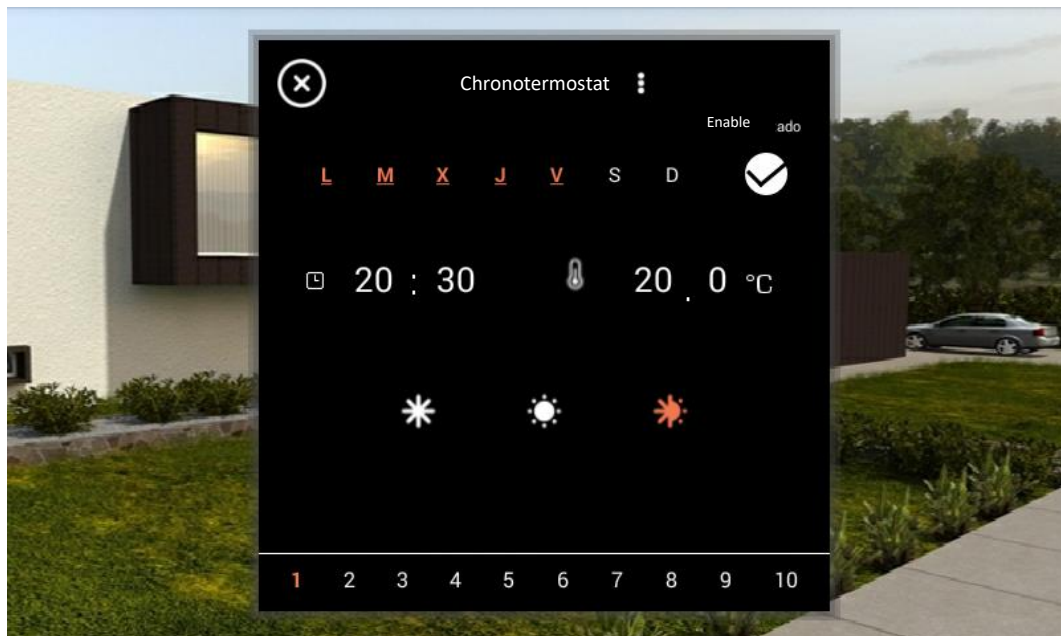 Chronotermostat
Enable ado
L M X J V S D
20 : 30 20 . 0 °C
1 2 3 4 5 6 7 8 9 10